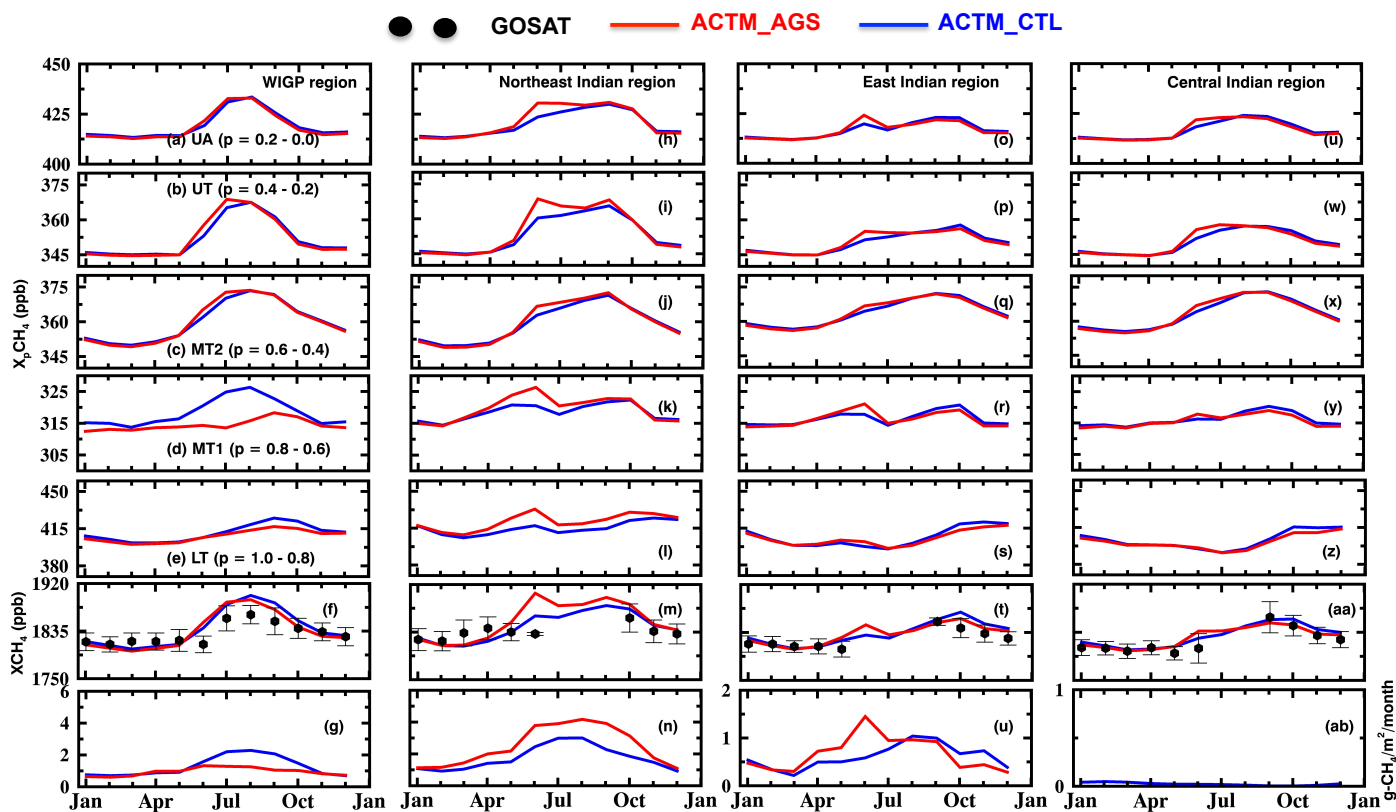 GOSAT ACTM_AGS ACTM_CTL
WIGP region Northeast Indian region East Indian region Central Indian region
450
425
400
(a) UA (p = 0.2 - 0.0) (h) (o) (u)
(b) UT (p = 0.4 - 0.2)
375
360
345
(i) (p) (w)
XpCH4 (ppb)
375
360
345
(c) MT2 (p = 0.6 - 0.4) (j) (q) (x)
325
315
305
(d) MT1 (p = 0.8 - 0.6) (k) (r) (y)
450
415
380
(e) LT (p = 1.0 - 0.8) (l) (s) (z)
XCH4 (ppb)
1920
1835
1750
(f) (m) (t) (aa)
6
4
2
0
(g) (n)
2
1
0
(u)
1
0
(ab)
g CH4/m2/month
Jan Apr Jul Oct Jan Apr Jul Oct Jan Apr Jul Oct Jan Apr Jul Oct Jan